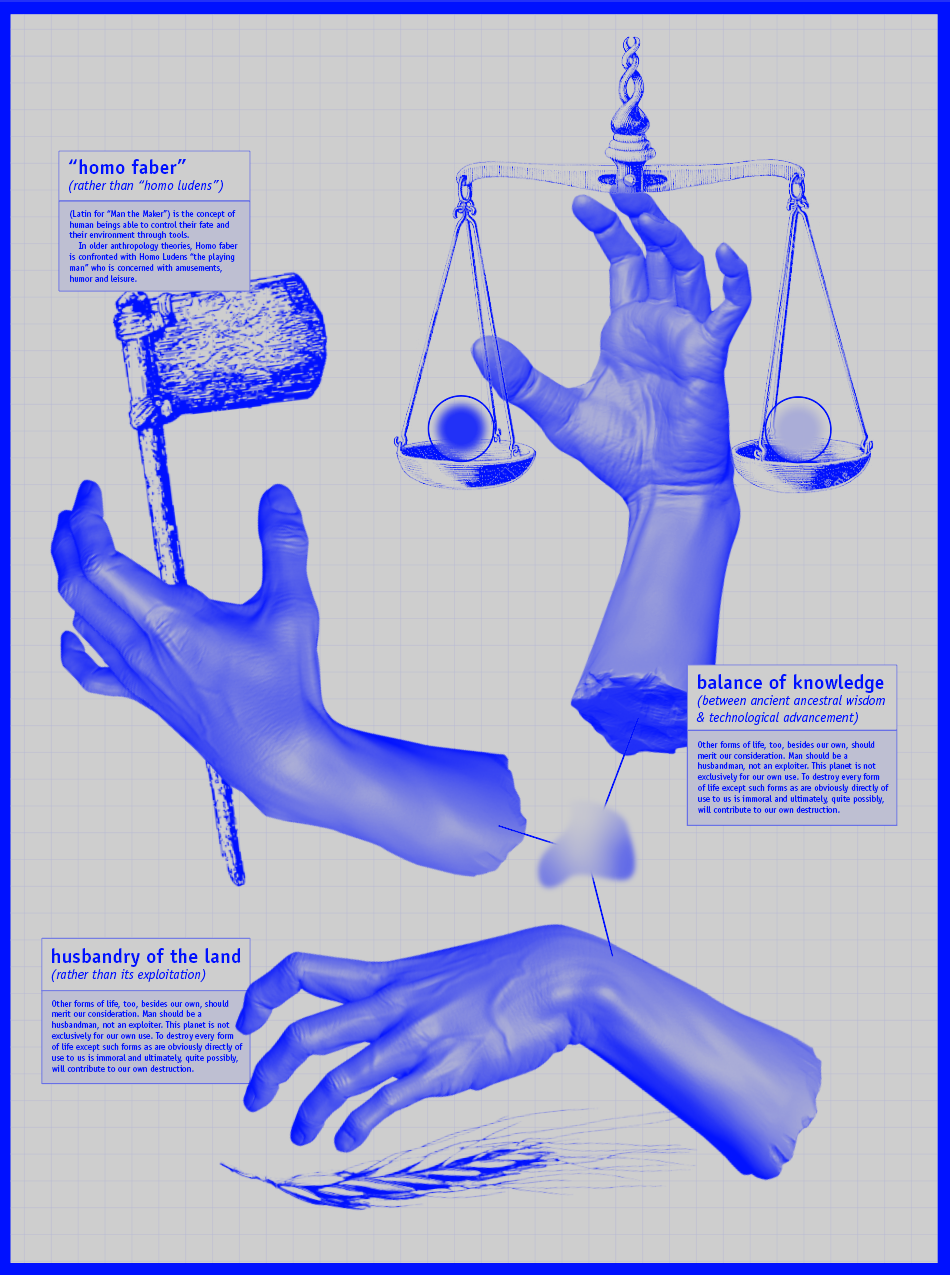 “homo faber”
(rather than “homo ludens”)
(Latin for “Man the Maker”) is the concept of
human beings able to control their fate and
their environment through tools.
In older anthropology theories, Homo faber
is confronted with Homo Ludens “the playing
man” who is concerned with amusements,
humor and leisure.
balance of knowledge
(between ancient ancestral wisdom
& technological advancement)
Other forms of life, too, besides our own, should
merit our consideration. Man should be a
husbandman, not an exploiter. This planet is not
exclusively for our own use. To destroy every form
of life except such forms as are obviously directly of
use to us is immoral and ultimately, quite possibly,
will contribute to our own destruction.
husbandry of the land
(rather than its exploitation)
Other forms of life, too, besides our own, should
merit our consideration. Man should be a
husbandman, not an exploiter. This planet is not
exclusively for our own use. To destroy every form
of life except such forms as are obviously directly of
use to us is immoral and ultimately, quite possibly,
will contribute to our own destruction.